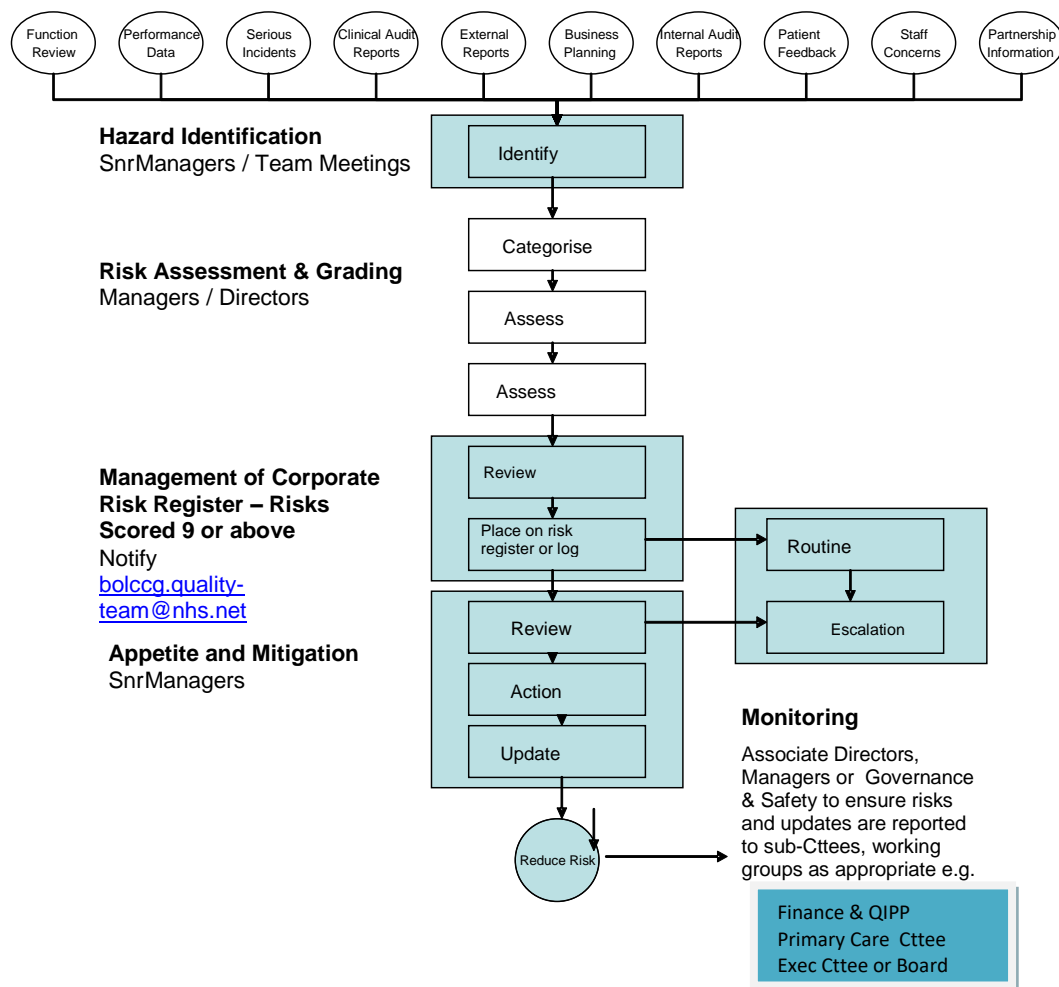 Function
Review
Performance
Data
Serious
Incidents
Clinical Audit
Reports
External
Reports
Business
Planning
Internal Audit
Reports
Patient
Feedback
Staff
Concerns
Partnership
Information
Hazard Identification
SnrManagers / Team Meetings
Identify
Categorise
Risk Assessment & Grading
Managers / Directors
Assess
Assess
Management of Corporate
Risk Register – Risks
Scored 9 or above
Notify
bolccg.quality-
team@nhs.net
Review
Place on risk
register or log
Routine
Escalation
Appetite and Mitigation
SnrManagers
Review
Action
Update
Reduce Risk
Monitoring
Associate Directors,
Managers or Governance
& Safety to ensure risks
and updates are reported
to sub-Cttees, working
groups as appropriate e.g.
Finance & QIPP
Primary Care Cttee
Exec Cttee or Board